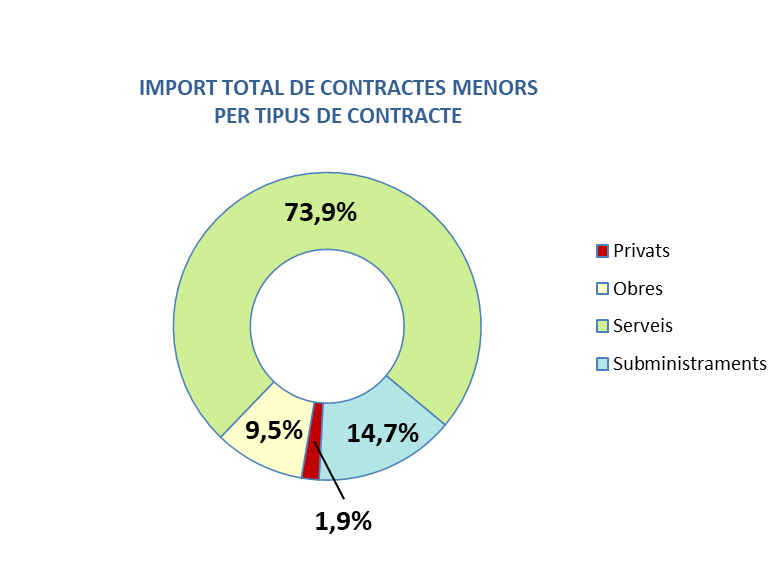 IMPORT TOTAL DE CONTRACTES MENORS
PER TIPUS DE CONTRACTE
73,9%
Privats
Obres
Serveis
Subministraments
9,5%
14,7%
1,9%